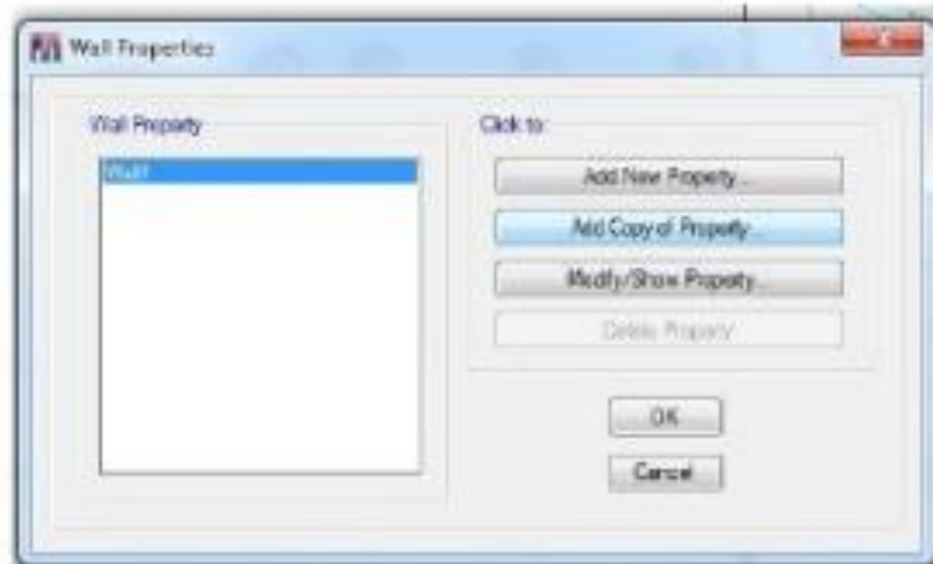 Wall Properties
Wall Property
Click to:
Add New Property...
Add Copy of Property...
Modify/Show Property...
Delete Property
OK
Cancel